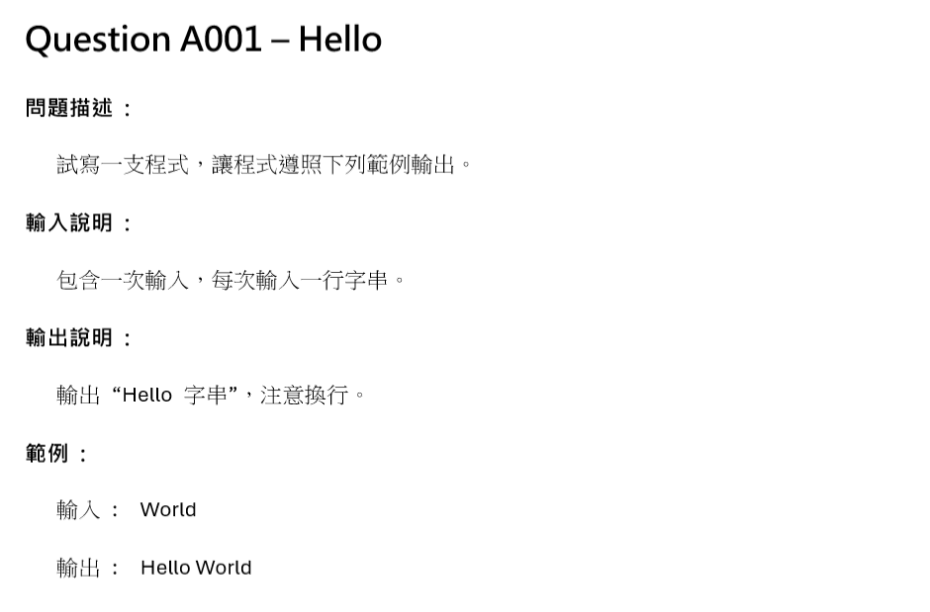 Question A001 – Hello
問題描述：
試寫一支程式，讓程式遵照下列範例輸出。
輸入說明：
包含一次輸入，每次輸入一行字串。
輸出說明：
輸出 “Hello 字串”，注意換行。
範例：
輸入： World
輸出： Hello World